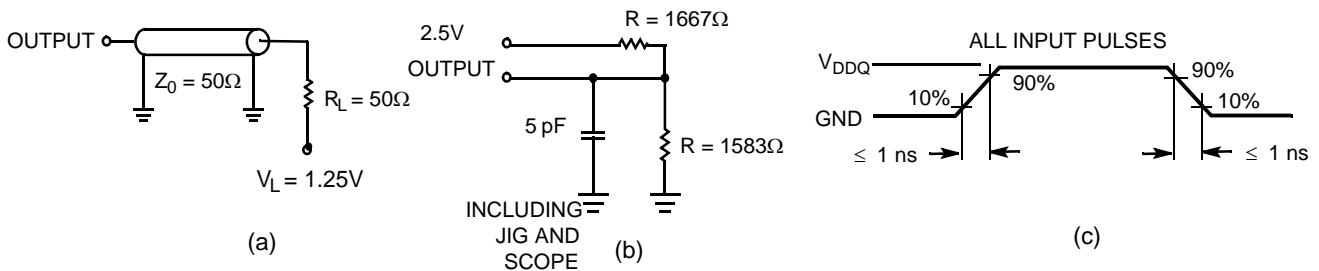 OUTPUT
Z0 = 50Ω
RL = 50Ω
VL = 1.25V
(a)
R = 1667Ω
2.5V
OUTPUT
5 pF
R = 1583Ω
INCLUDING
JIG AND
SCOPE
(b)
ALL INPUT PULSES
VDDQ
GND
10%
90%
90%
10%
≤ 1 ns
≤ 1 ns
(c)